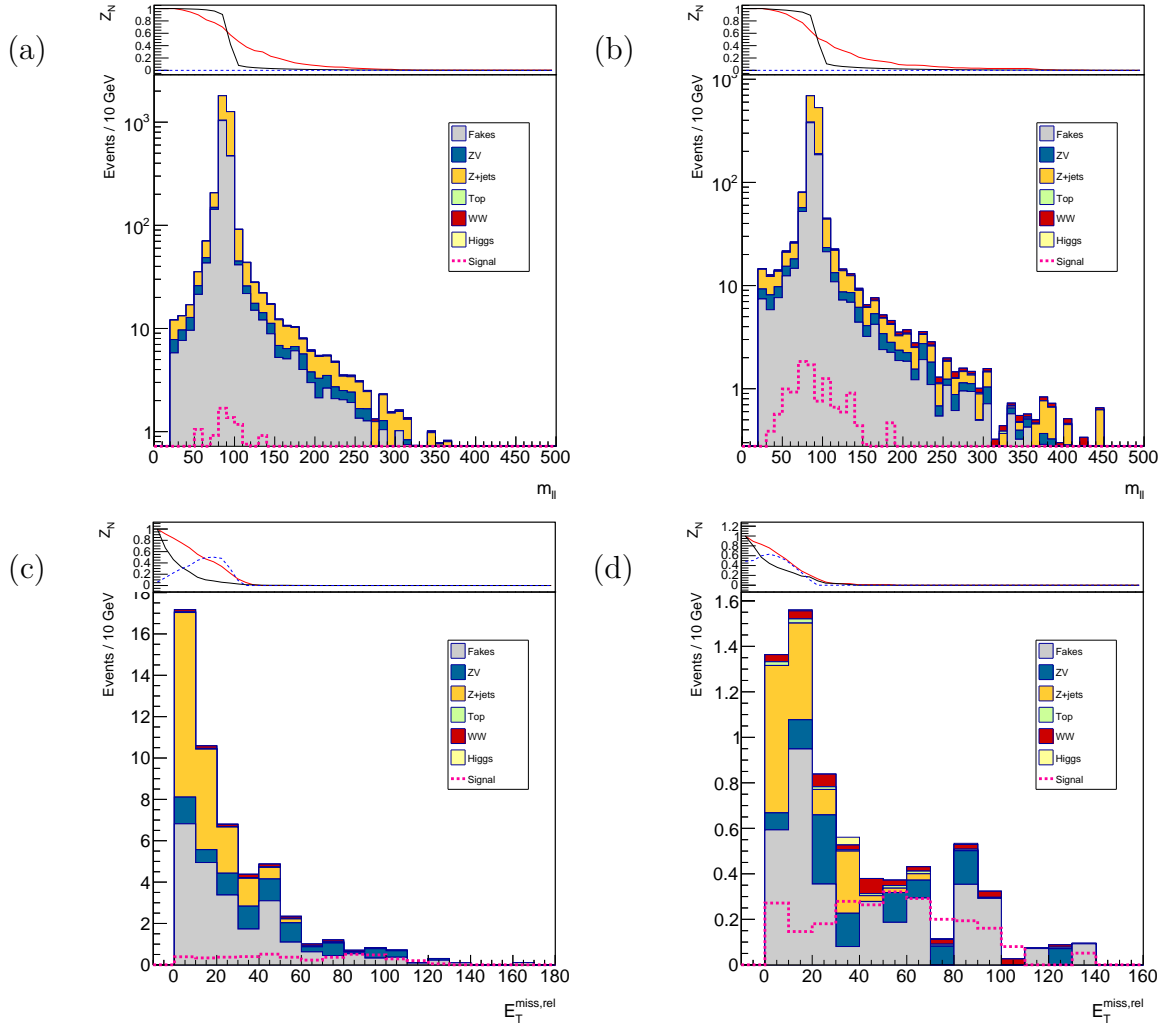 (a)
Z_N
1
0.8
0.6
0.4
0.2
0
Events / 10 GeV
10^3
10^2
10
1
Fakes
ZV
Z+jets
Top
WW
Higgs
Signal
0 50 100 150 200 250 300 350 400 450 500
m_ll
(b)
Z_N
1
0.8
0.6
0.4
0.2
0
Events / 10 GeV
10^3
10^2
10
1
Fakes
ZV
Z+jets
Top
WW
Higgs
Signal
0 50 100 150 200 250 300 350 400 450 500
m_ll
(c)
Z_N
1
0.8
0.6
0.4
0.2
0
Events / 10 GeV
18
16
14
12
10
8
6
4
2
0
Fakes
ZV
Z+jets
Top
WW
Higgs
Signal
0 20 40 60 80 100 120 140 160 180
E_T^miss,rel
(d)
Z_N
1.2
1
0.8
0.6
0.4
0.2
0
Events / 10 GeV
1.6
1.4
1.2
1
0.8
0.6
0.4
0.2
0
Fakes
ZV
Z+jets
Top
WW
Higgs
Signal
0 20 40 60 80 100 120 140 160
E_T^miss,rel